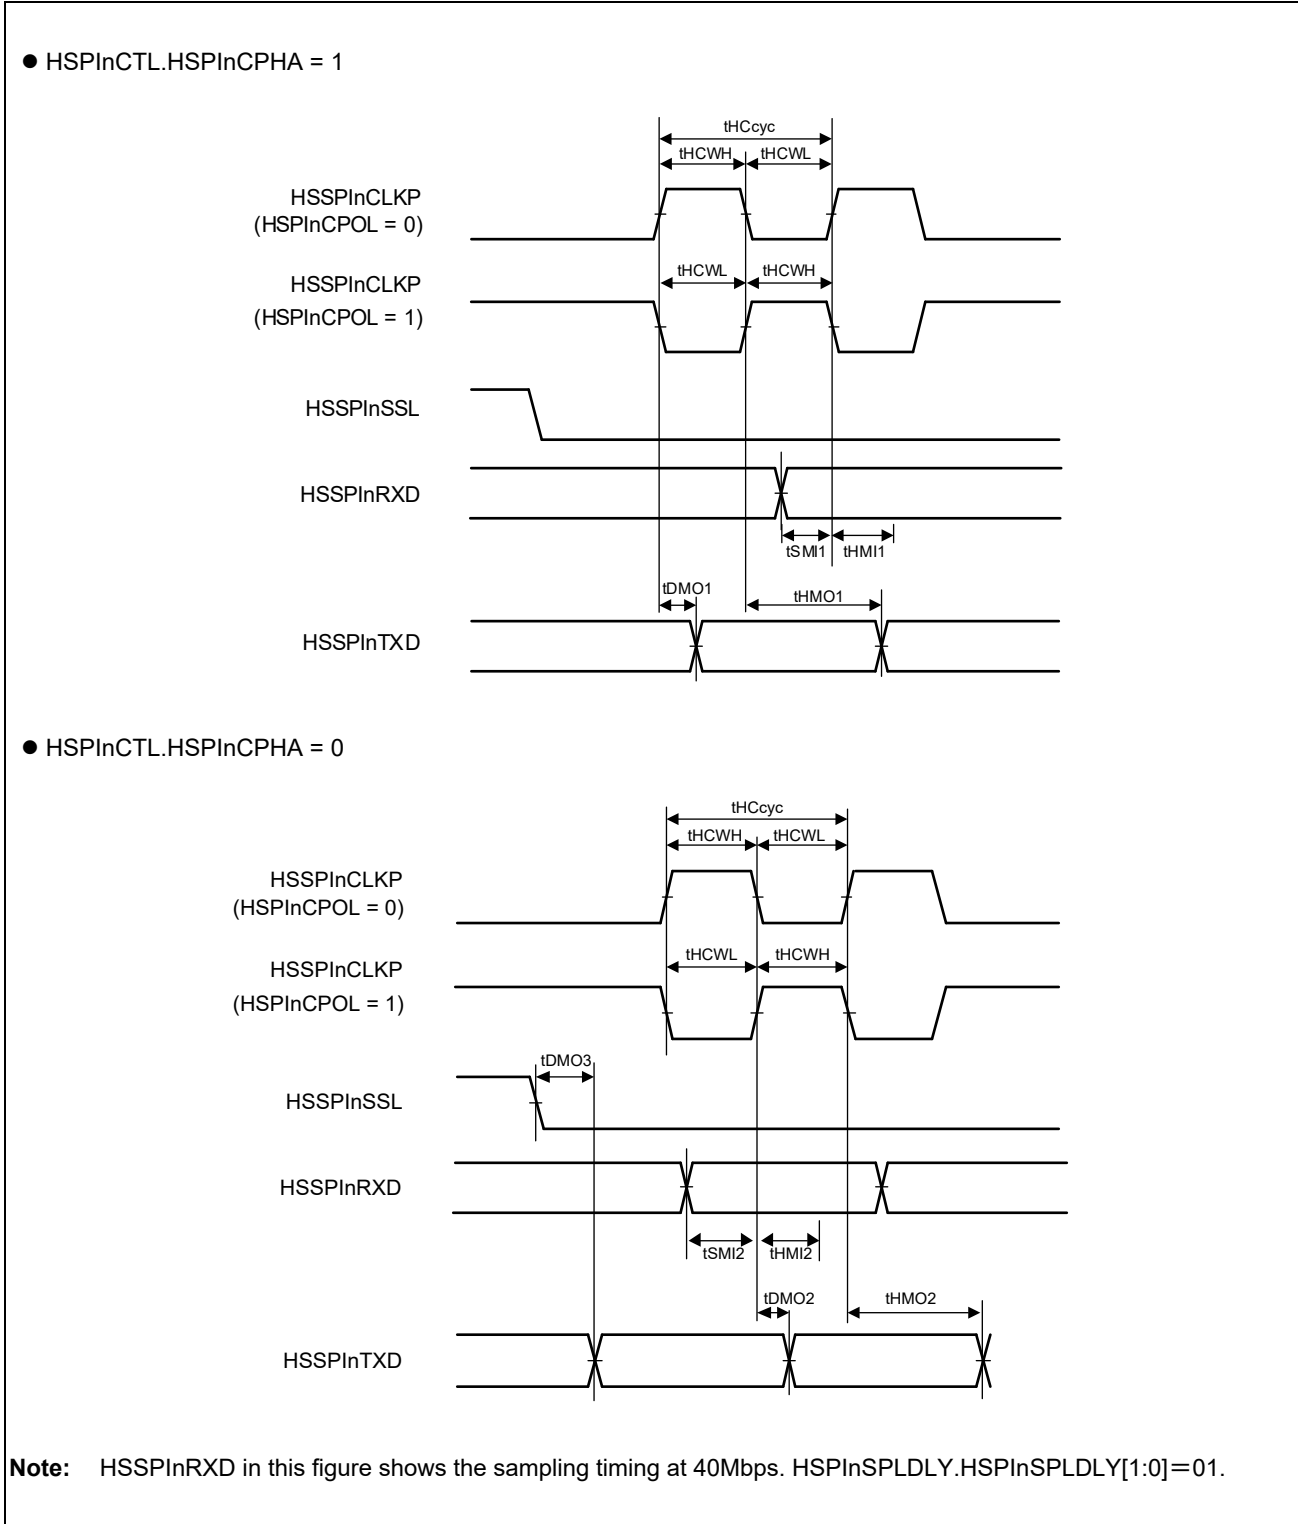 ● HSPInCTL.HSPInCPHA = 1
tHCcyc
tHCWH tHCWL
HSSPInCLKP
(HSPInCPOL = 0)
tHCWL tHCWH
HSSPInCLKP
(HSPInCPOL = 1)
HSSPInSSL
HSSPInRXD
tSMI1 tHMI1
tDMO1 tHMO1
HSSPInTXD
● HSPInCTL.HSPInCPHA = 0
tHCcyc
tHCWH tHCWL
HSSPInCLKP
(HSPInCPOL = 0)
tHCWL tHCWH
HSSPInCLKP
(HSPInCPOL = 1)
tDMO3
HSSPInSSL
HSSPInRXD
tSMI2 tHMI2
tDMO2 tHMO2
HSSPInTXD
Note: HSSPInRXD in this figure shows the sampling timing at 40Mbps. HSPInSPLDLY.HSPInSPLDLY[1:0]=01.